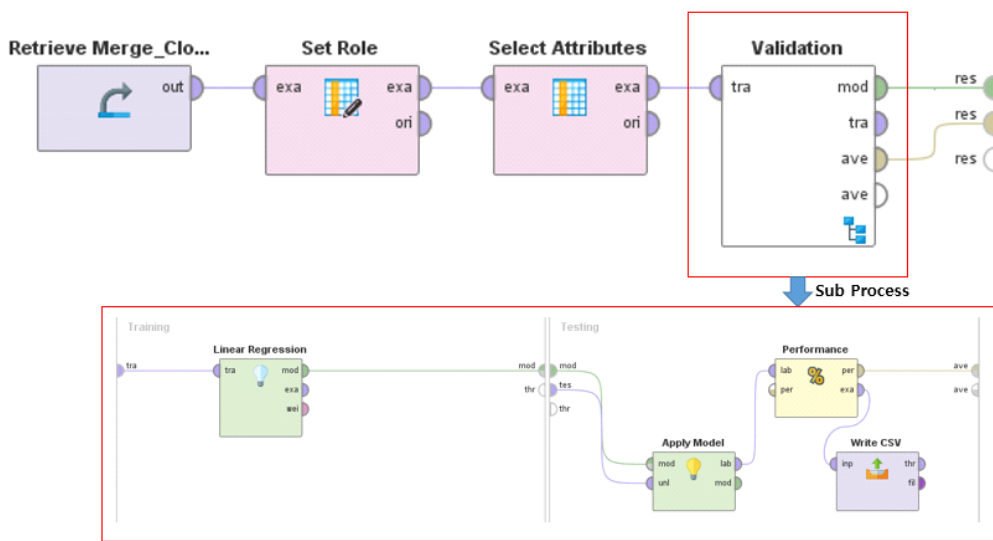 Retrieve Merge_Clo...
Set Role
Select Attributes
Validation
out
exa
exa
ori
exa
exa
ori
tra
mod
tra
ave
ave
res
res
res
Sub Process
Training
Testing
Linear Regression
tra
tra
mod
exa
wei
mod
thr
mod
tes
thr
Performance
lab
per
per
exa
ave
ave
Apply Model
mod
lab
unl
mod
Write CSV
inp
thr
fil